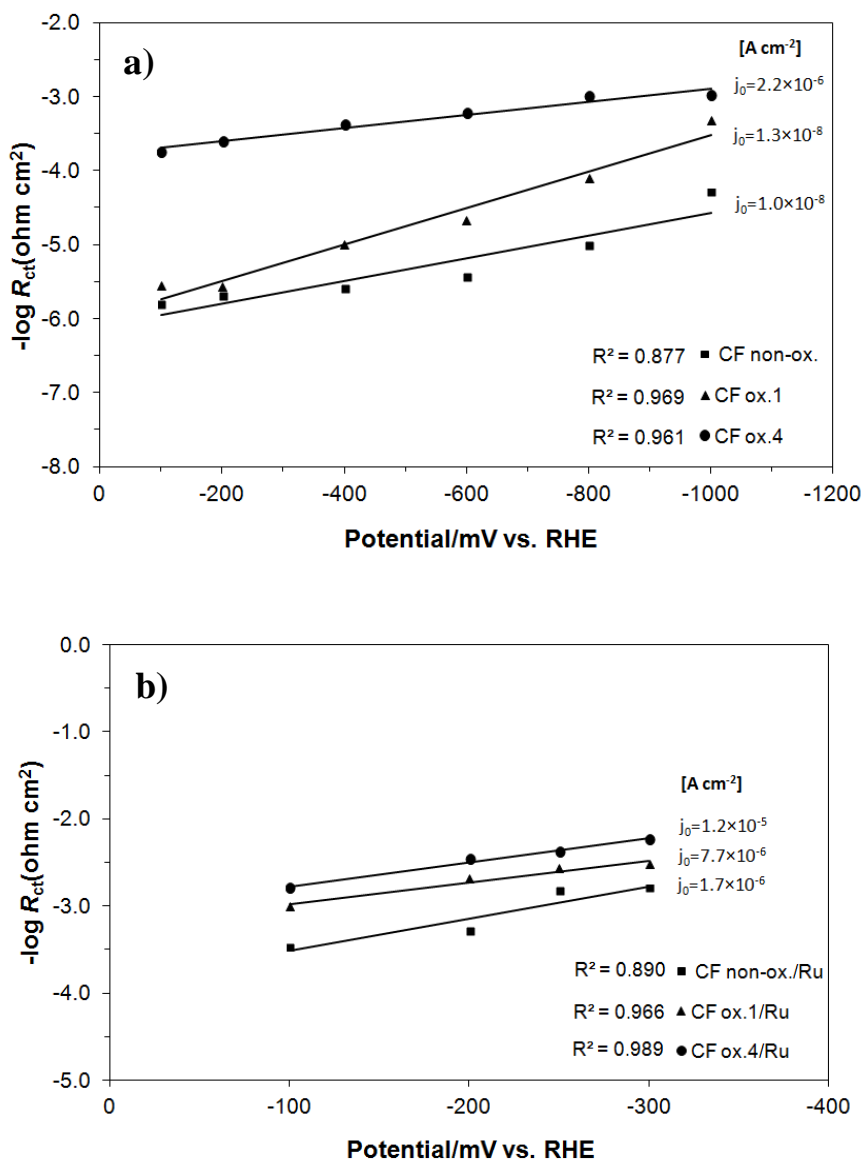 a)
-2.0
-3.0
-4.0
-5.0
-6.0
-7.0
-8.0
-log Rct(ohm cm²)
[A cm⁻²]
j₀=2.2×10⁻⁶
j₀=1.3×10⁻⁸
j₀=1.0×10⁻⁸
R² = 0.877 CF non-ox.
R² = 0.969 CF ox.1
R² = 0.961 CF ox.4
0 -200 -400 -600 -800 -1000 -1200
Potential/mV vs. RHE
b)
0.0
-1.0
-2.0
-3.0
-4.0
-5.0
-log Rct(ohm cm²)
[A cm⁻²]
j₀=1.2×10⁻⁵
j₀=7.7×10⁻⁶
j₀=1.7×10⁻⁶
R² = 0.890 CF non-ox./Ru
R² = 0.966 CF ox.1/Ru
R² = 0.989 CF ox.4/Ru
0 -100 -200 -300 -400
Potential/mV vs. RHE